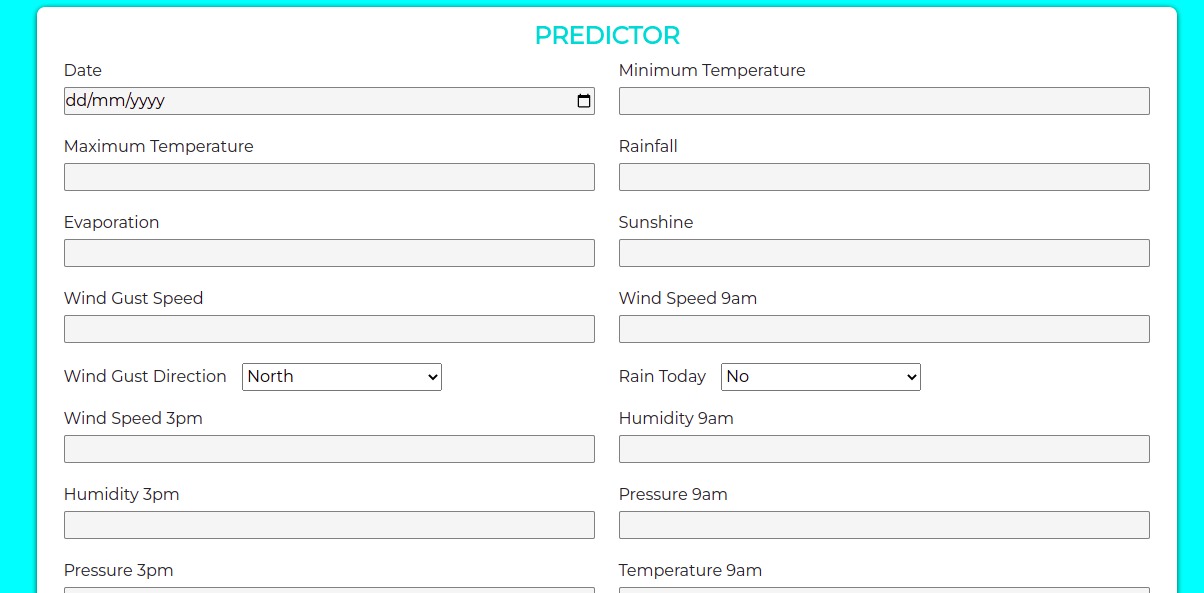 PREDICTOR
Date
Minimum Temperature
dd/mm/yyyy
Maximum Temperature
Rainfall
Evaporation
Sunshine
Wind Gust Speed
Wind Speed 9am
Wind Gust Direction North
Rain Today No
Wind Speed 3pm
Humidity 9am
Humidity 3pm
Pressure 9am
Pressure 3pm
Temperature 9am